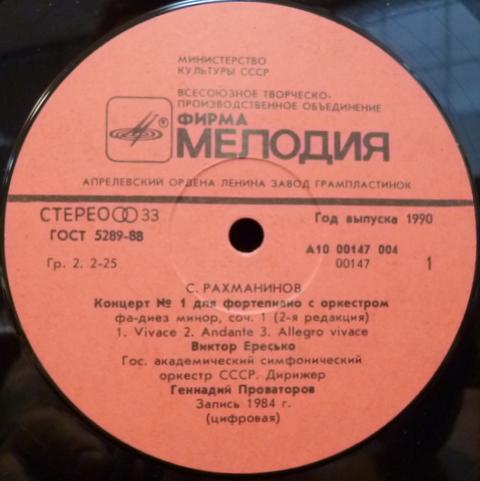 МИНИСТЕРСТВО
КУЛЬТУРЫ СССР
ВСЕСОЮЗНОЕ ТВОРЧЕСКО-
ПРОИЗВОДСТВЕННОЕ ОБЪЕДИНЕНИЕ
ФИРМА
МЕЛОДИЯ
АПРЕЛЕВСКИЙ ОРДЕНА ЛЕНИНА ЗАВОД ГРАМПЛАСТИНОК
СТЕРЕО 33
Год выпуска 1990
ГОСТ 5289-88
А10 00147 004
Гр. 2. 2-25
00147
1
С. РАХМАНИНОВ
Концерт № 1 для фортепиано с оркестром
фа-диез минор, соч. 1 (2-я редакция)
1. Vivace 2. Andante 3. Allegro vivace
Виктор Ересько
Гос. академический симфонический
оркестр СССР. Дирижер
Геннадий Проваторов
Запись 1984 г.
(цифровая)